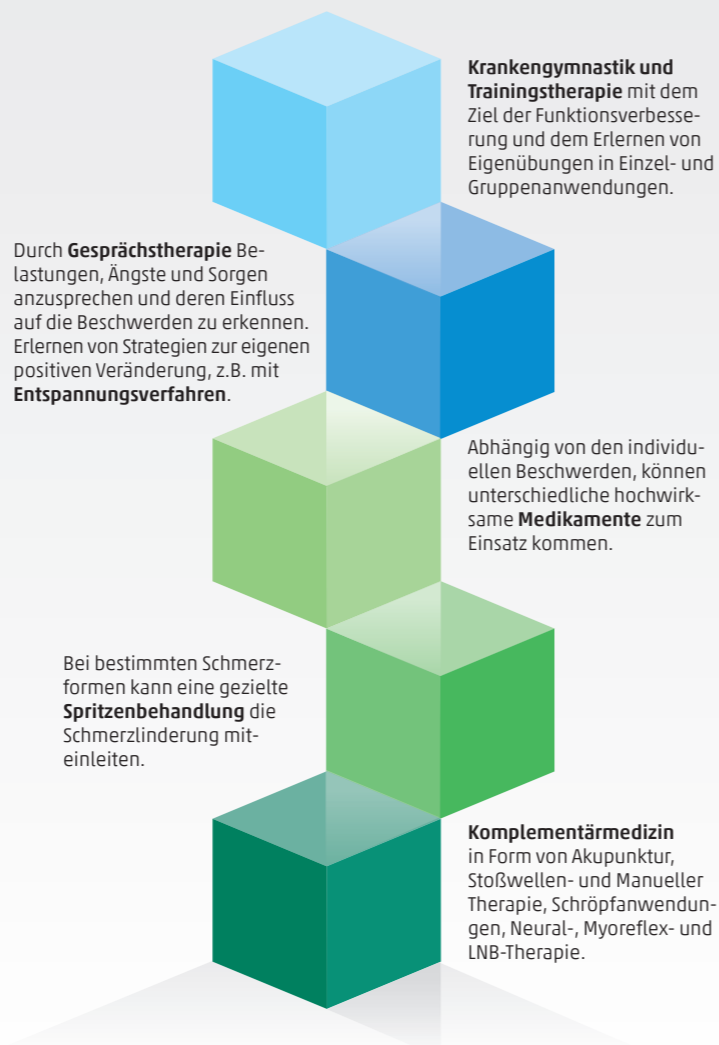 Krankengymnastik und
Trainingstherapie mit dem
Ziel der Funktionsverbesse-
rung und dem Erlernen von
Eigenübungen in Einzel- und
Gruppenanwendungen.
Durch Gesprächstherapie Be-
lastungen, Ängste und Sorgen
anzusprechen und deren Einfluss
auf die Beschwerden zu erkennen.
Erlernen von Strategien zur eigenen
positiven Veränderung, z.B. mit
Entspannungsverfahren.
Abhängig von den individu-
ellen Beschwerden, können
unterschiedliche hochwirk-
same Medikamente zum
Einsatz kommen.
Bei bestimmten Schmerz-
formen kann eine gezielte
Spritzenbehandlung die
Schmerzlinderung mit-
einleiten.
Komplementärmedizin
in Form von Akupunktur,
Stoßwellen- und Manueller
Therapie, Schröpfanwendun-
gen, Neural-, Myoreflex- und
LNB-Therapie.